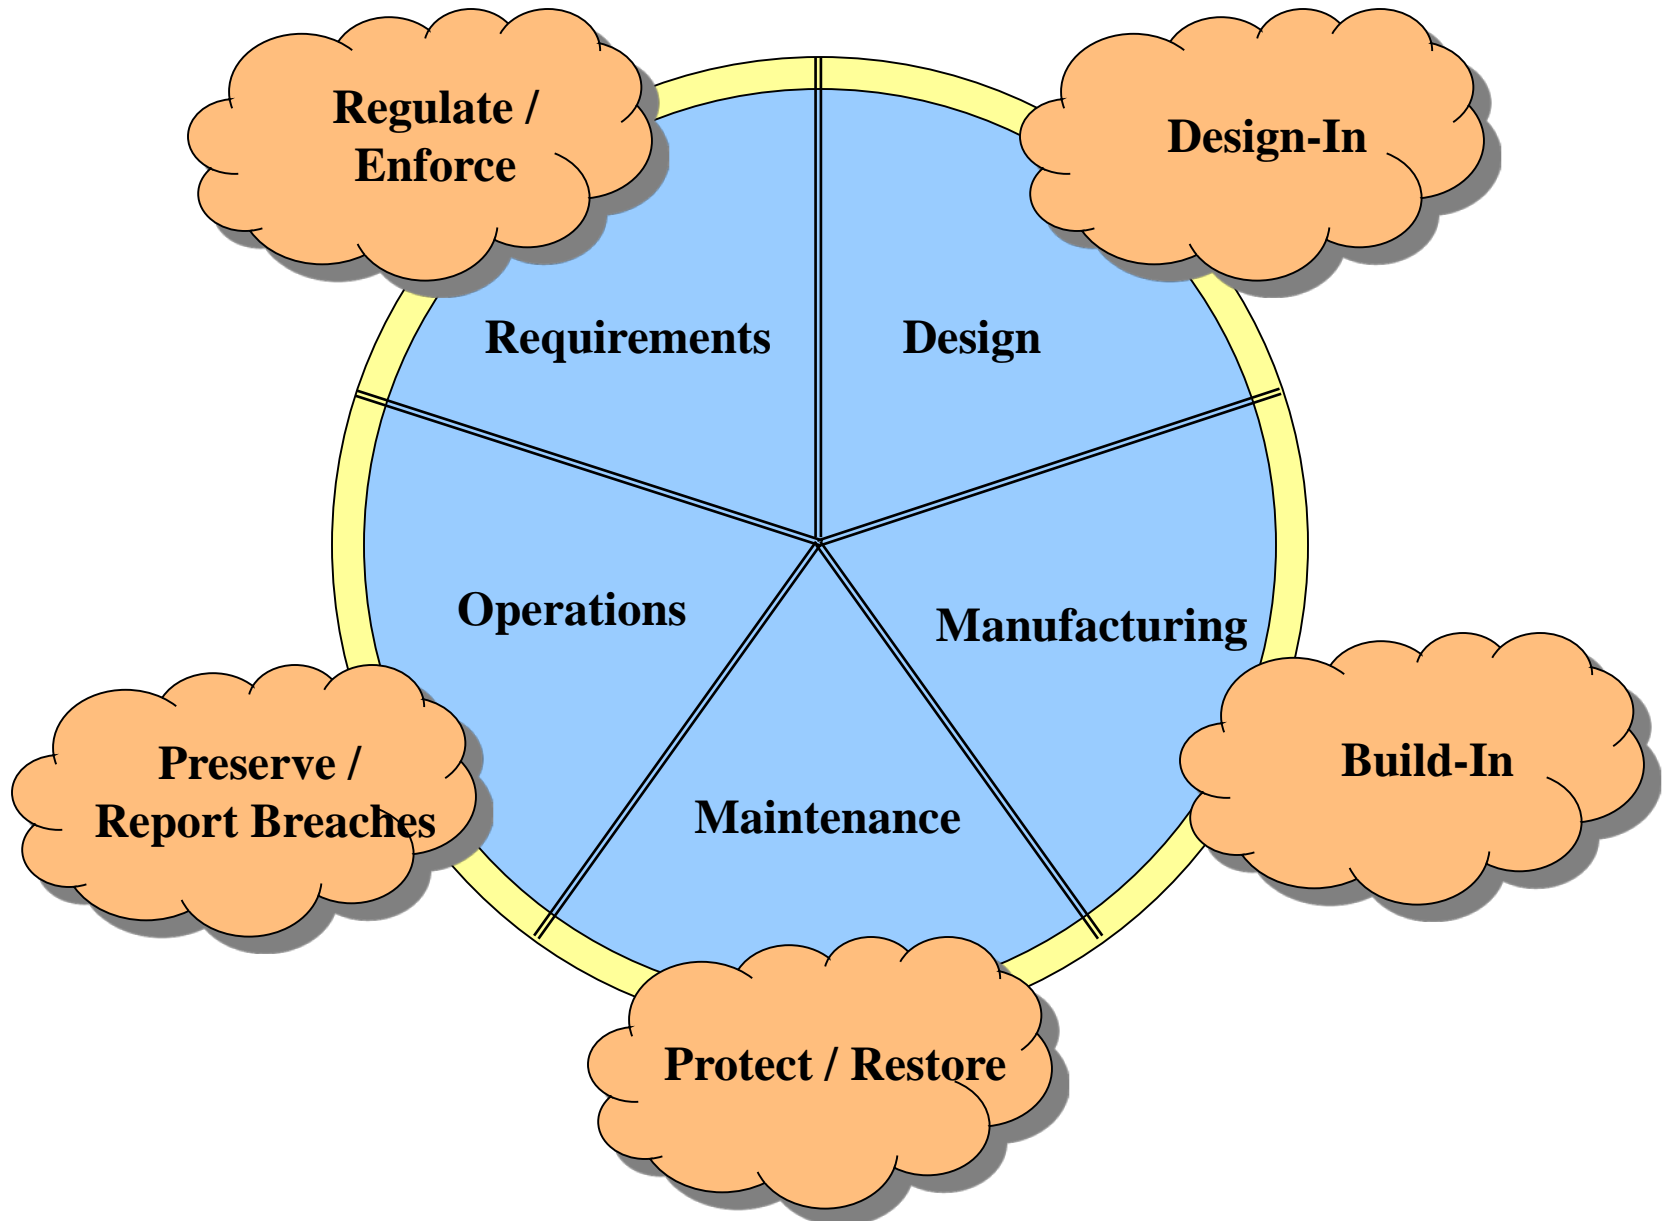 Regulate /
Enforce
Design-In
Requirements
Design
Operations
Manufacturing
Preserve /
Report Breaches
Build-In
Maintenance
Protect / Restore